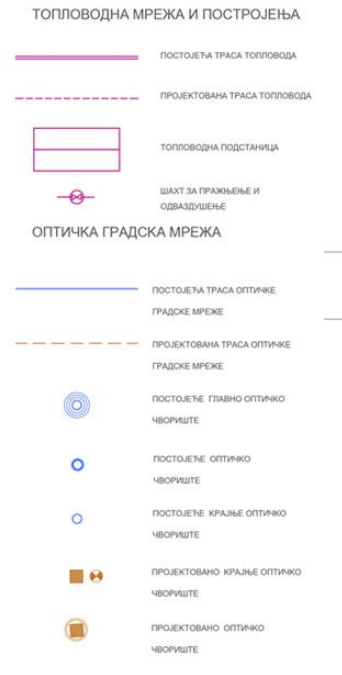 ТОПЛОВОДНА МРЕЖА И ПОСТРОЈЕЊА
ПОСТОЈЕЋА ТРАСА ТОПЛОВОДА
ПРОЈЕКТОВАНА ТРАСА ТОПЛОВОДА
ТОПЛОВОДНА ПОДСТАНИЦА
ШАХТ ЗА ПРАЖЊЕЊЕ И
ОДВАЗДУШЕЊЕ
ОПТИЧКА ГРАДСКА МРЕЖА
ПОСТОЈЕЋА ТРАСА ОПТИЧКЕ
ГРАДСКЕ МРЕЖЕ
ПРОЈЕКТОВАНА ТРАСА ОПТИЧКЕ
ГРАДСКЕ МРЕЖЕ
ПОСТОЈЕЋЕ ГЛАВНО ОПТИЧКО
ЧВОРИШТЕ
ПОСТОЈЕЋЕ ОПТИЧКО
ЧВОРИШТЕ
ПОСТОЈЕЋЕ КРАЈЊЕ ОПТИЧКО
ЧВОРИШТЕ
ПРОЈЕКТОВАНО КРАЈЊЕ ОПТИЧКО
ЧВОРИШТЕ
ПРОЈЕКТОВАНО ОПТИЧКО
ЧВОРИШТЕ